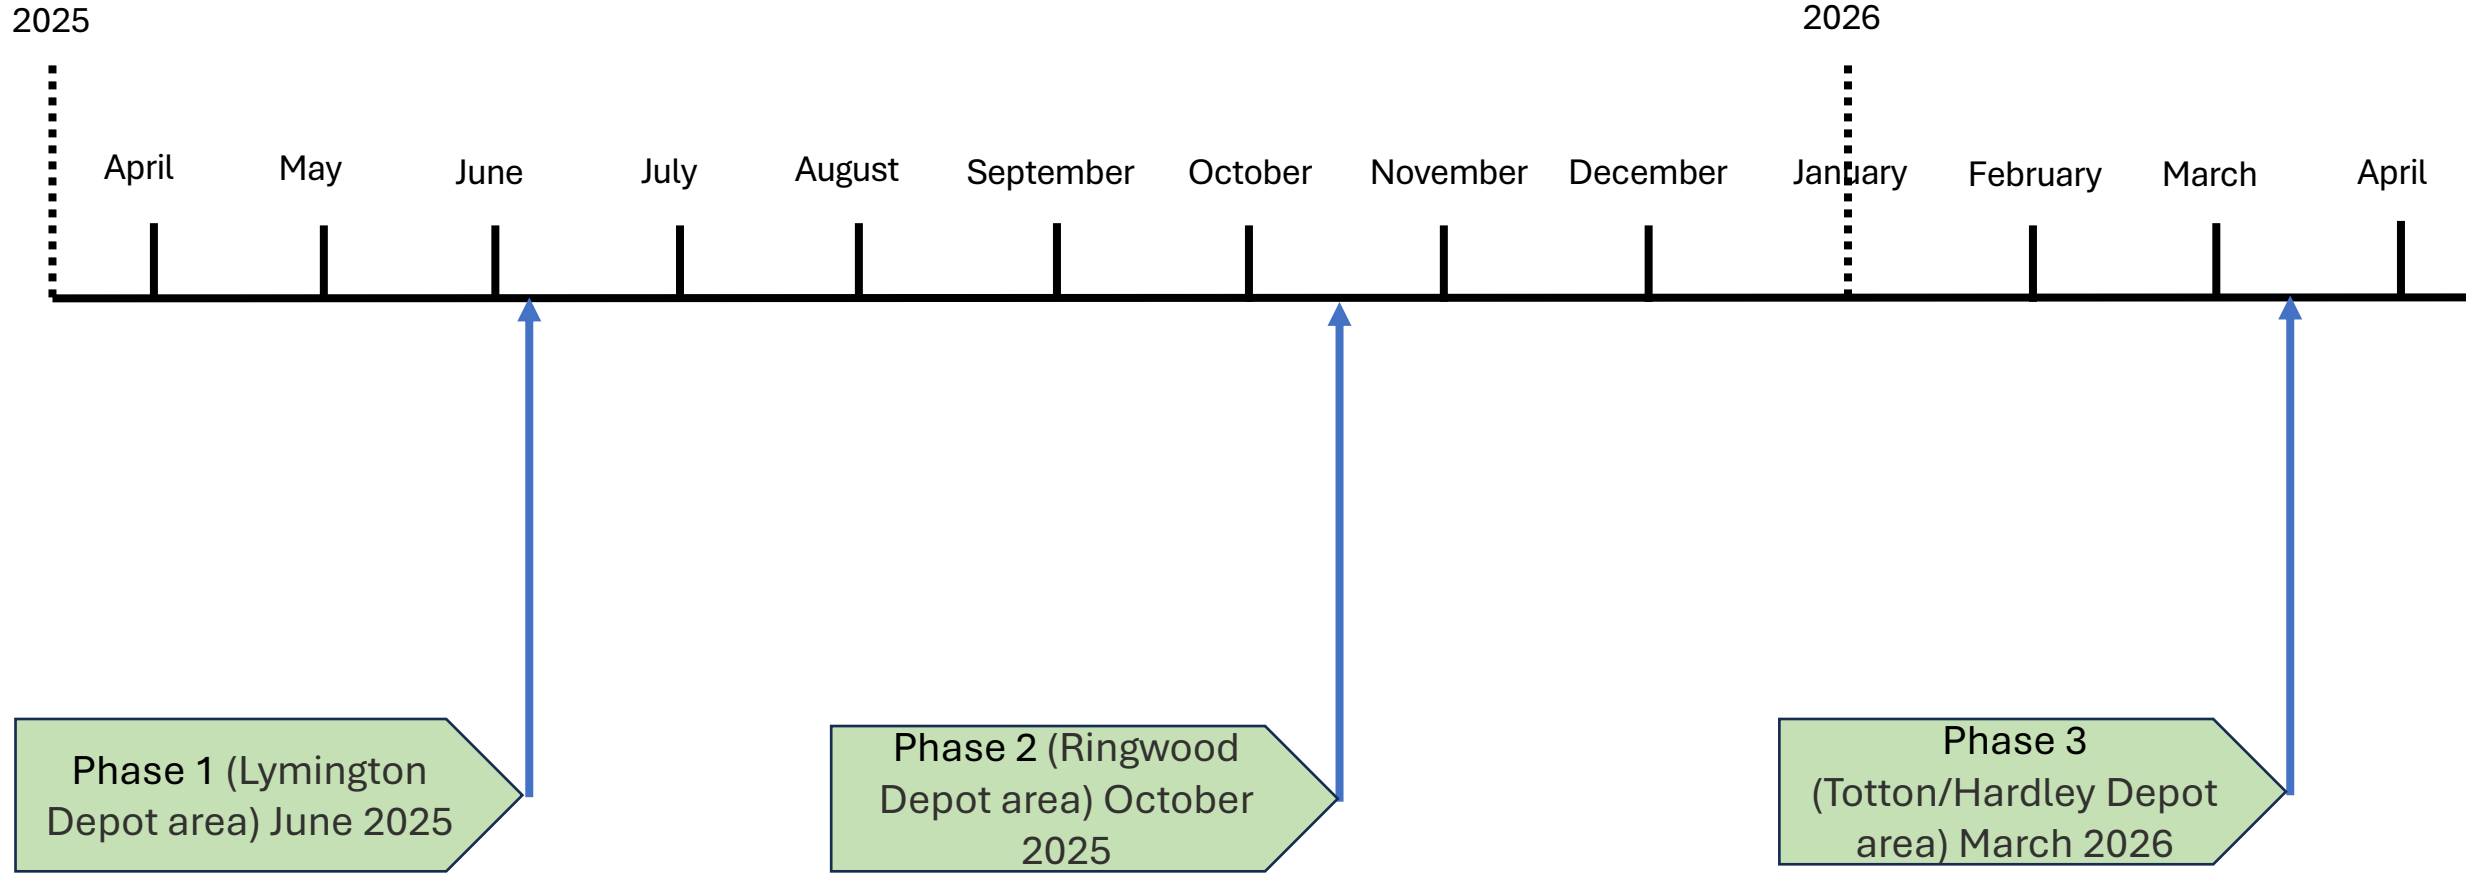 2025
2026
April
May
June
July
August
September
October
November
December
January
February
March
April
Phase 1 (Lymington
Depot area) June 2025
Phase 2 (Ringwood
Depot area) October
2025
Phase 3
(Totton/Hardley Depot
area) March 2026